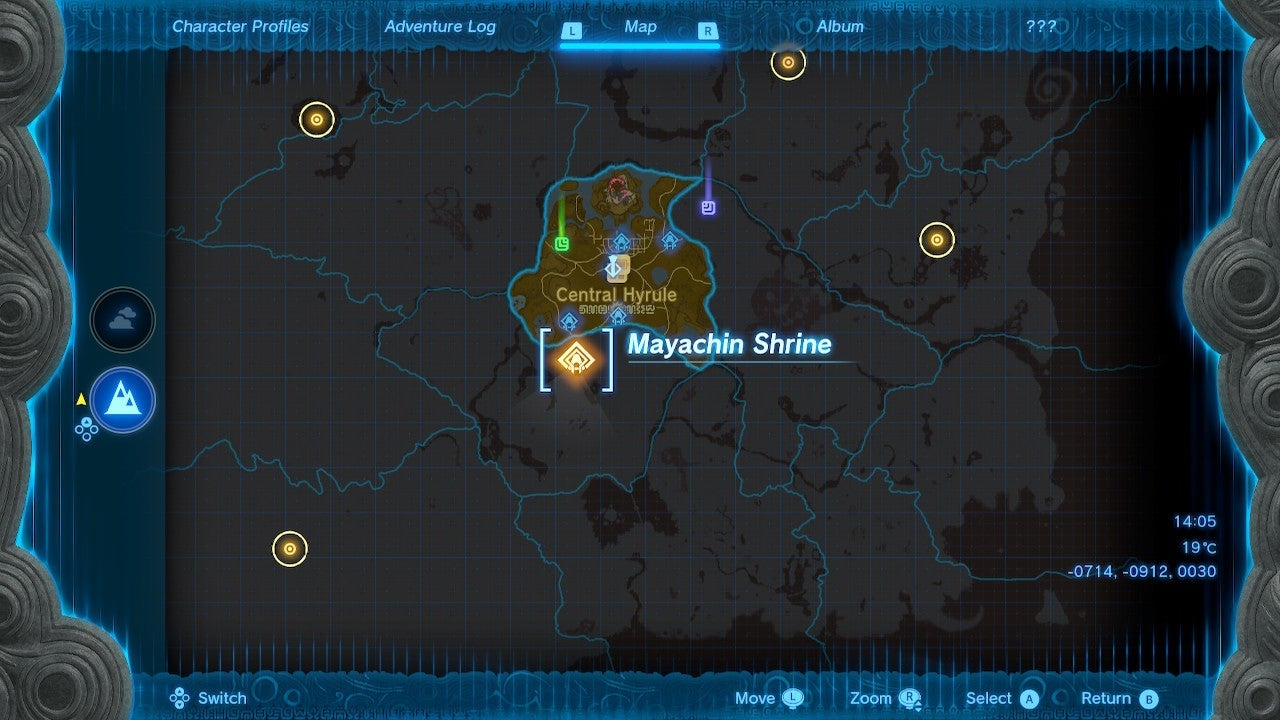 Character Profiles
Adventure Log
L
Map
R
Album
???
Central Hyrule
Mayachin Shrine
14:05
19°C
-0714, -0912, 0030
Switch
Move L
Zoom R
Select A
Return B